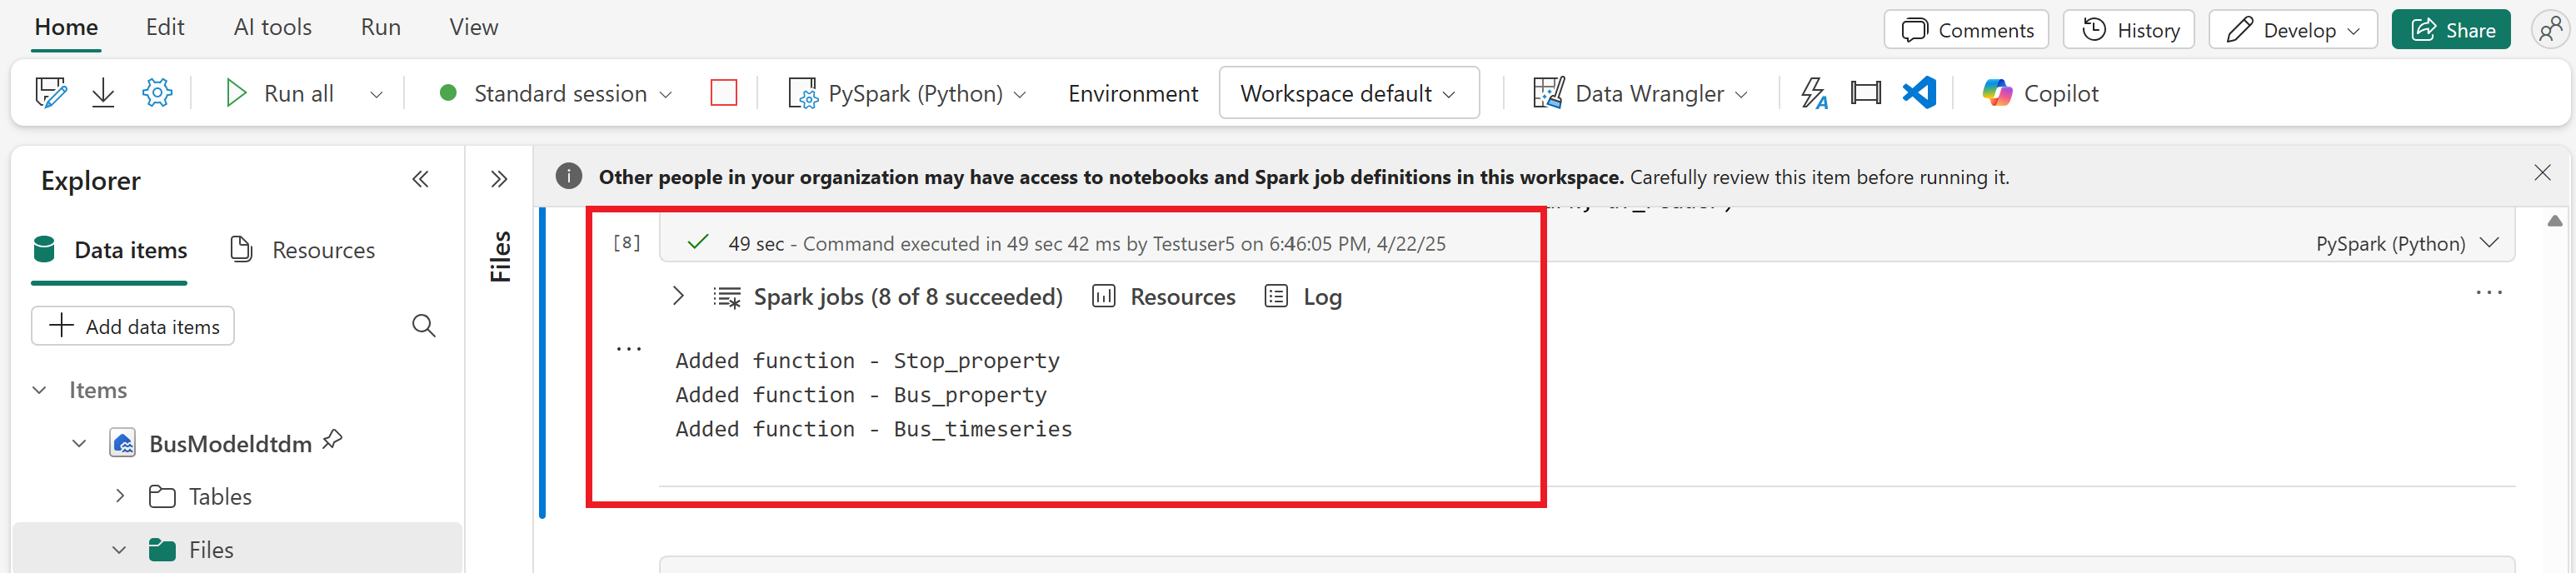 Home Edit AI tools Run View Comments History Develop Share
Run all Standard session PySpark (Python) Environment Workspace default Data Wrangler Copilot
Explorer
Data items Resources
Add data items
Items
BusModeldtdm
Tables
Files
Files
Other people in your organization may have access to notebooks and Spark job definitions in this workspace. Carefully review this item before running it.
[8] 49 sec - Command executed in 49 sec 42 ms by Testuser5 on 6:46:05 PM, 4/22/25 PySpark (Python)
Spark jobs (8 of 8 succeeded) Resources Log
Added function - Stop_property
Added function - Bus_property
Added function - Bus_timeseries